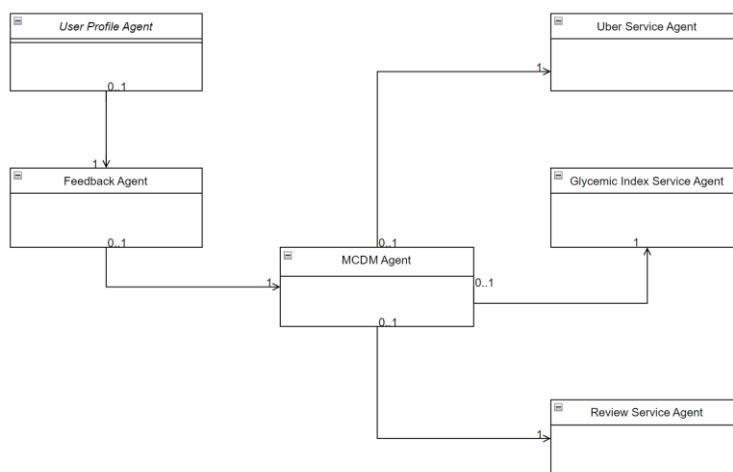 User Profile Agent
Uber Service Agent
1
0..1
1
Feedback Agent
Glycemic Index Service Agent
0..1
0..1
1
MCDM Agent
1
0..1
0..1
Review Service Agent
1